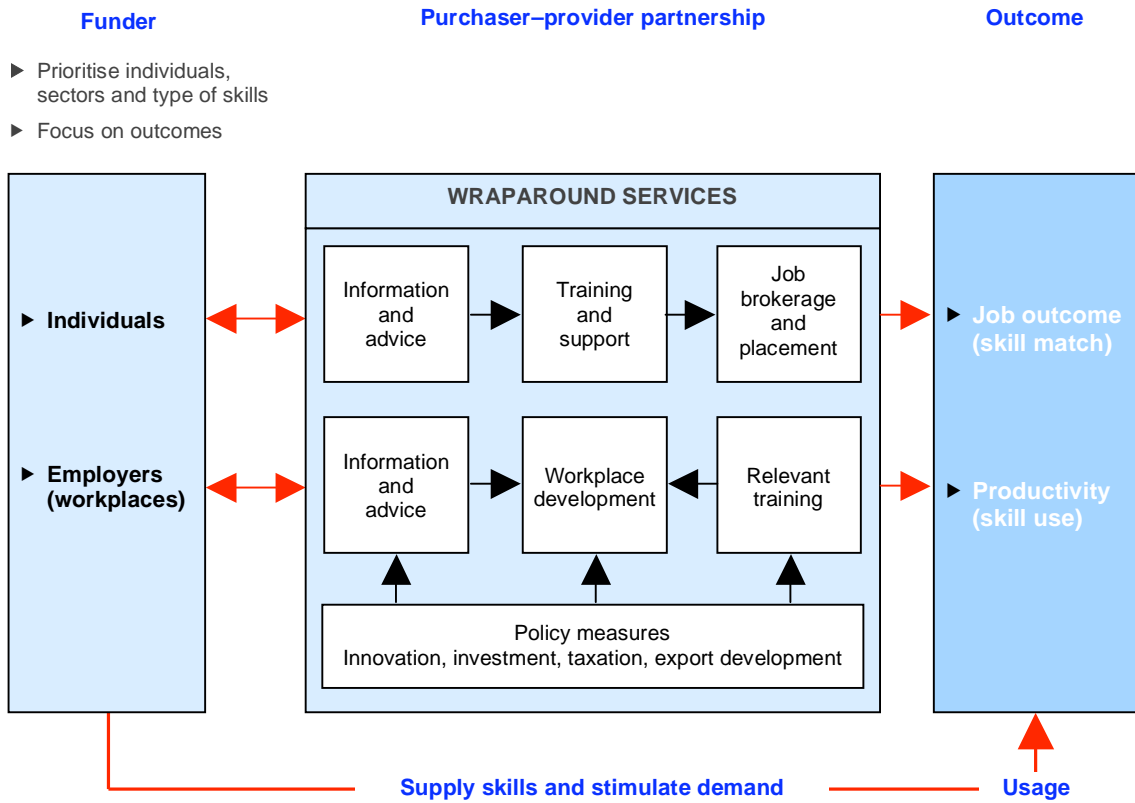 Funder
Purchaser–provider partnership
Outcome
Prioritise individuals,
sectors and type of skills
Focus on outcomes
WRAPAROUND SERVICES
Individuals
Information
and
advice
Training
and
support
Job
brokerage
and
placement
Job outcome
(skill match)
Employers
(workplaces)
Information
and
advice
Workplace
development
Relevant
training
Productivity
(skill use)
Policy measures
Innovation, investment, taxation, export development
Supply skills and stimulate demand
Usage